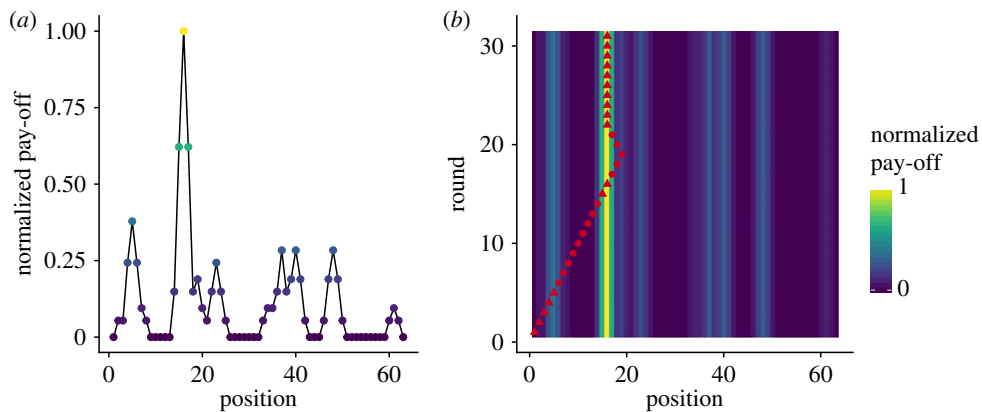 (a)
1.00
0.75
0.50
0.25
0
normalized pay-off
0 20 40 60
position
(b)
30
20
10
0
round
0 20 40 60
position
normalized
pay-off
1
0